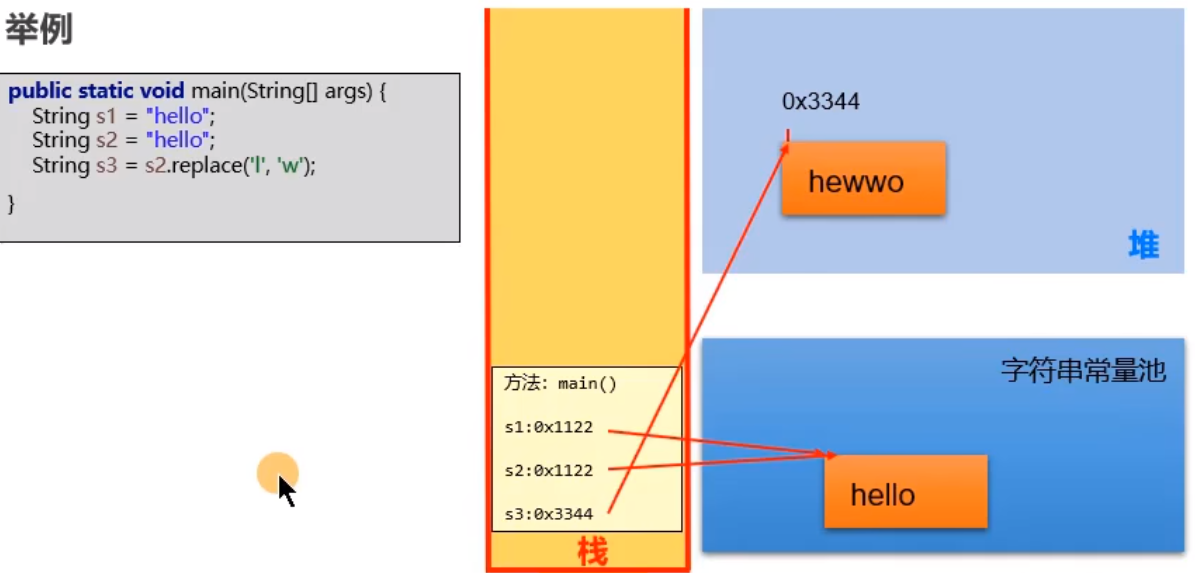 举例
public static void main(String[] args) {
String s1 = "hello";
String s2 = "hello";
String s3 = s2.replace('l', 'w');
}
0x3344
hewwo
堆
字符串常量池
hello
方法: main()
s1:0x1122
s2:0x1122
s3:0x3344
栈